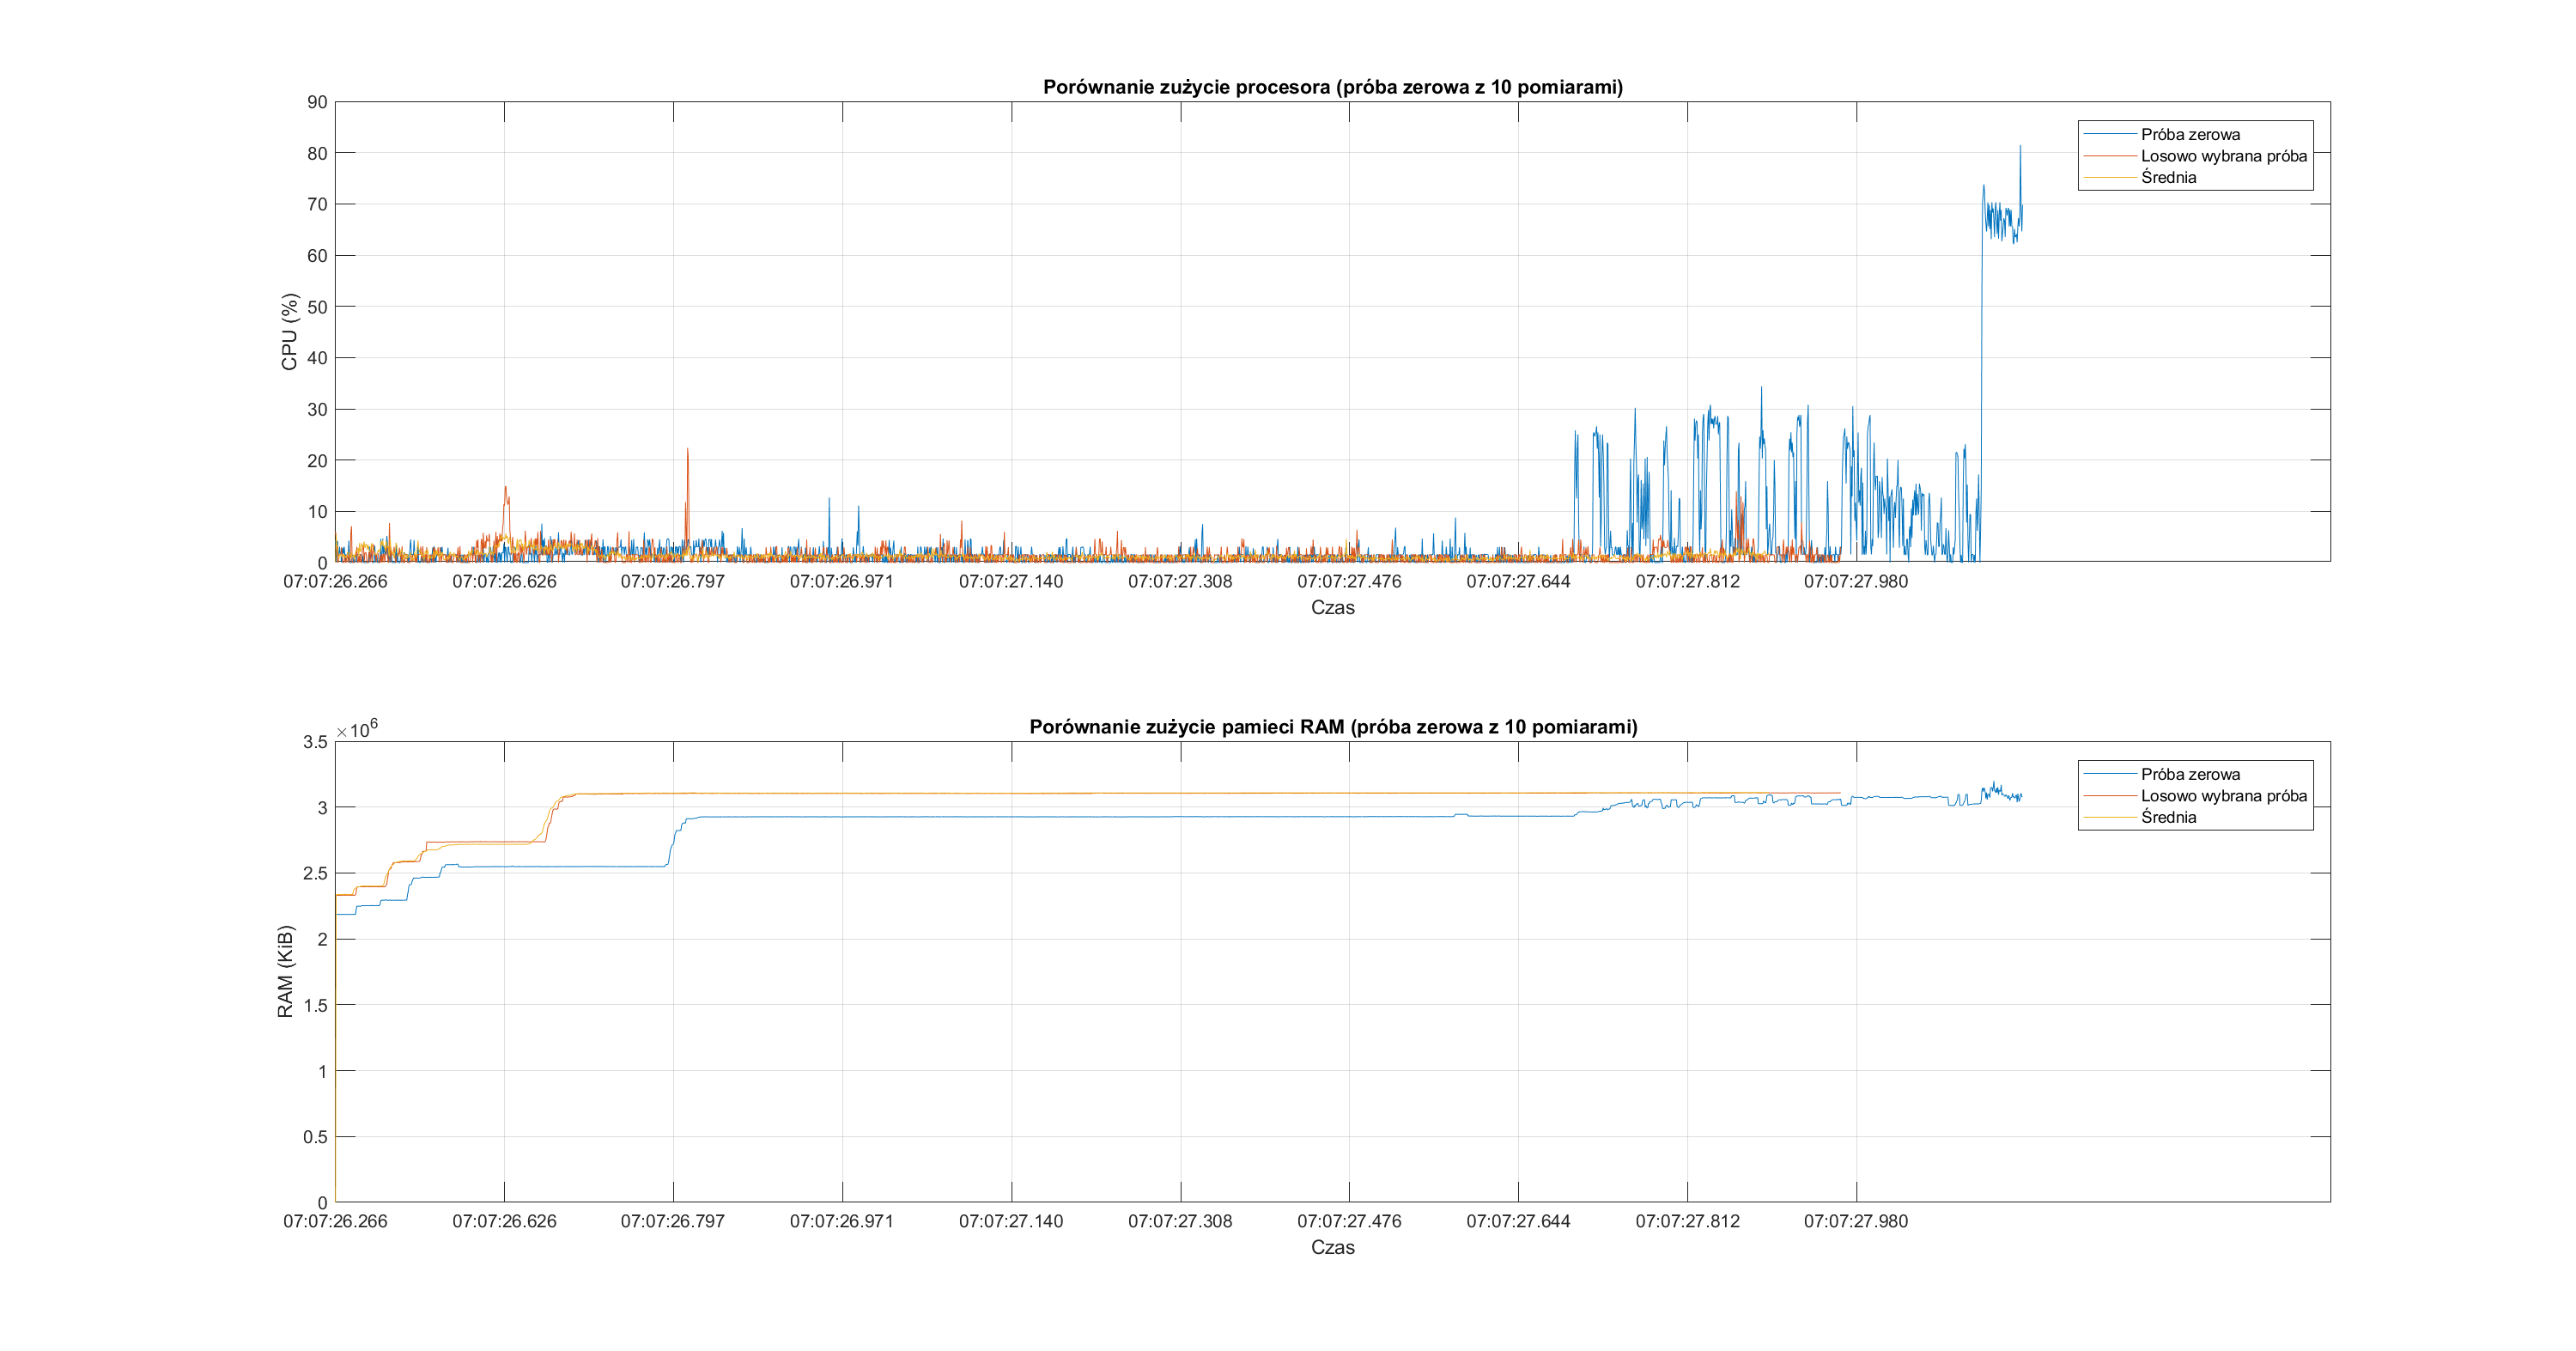 Porównanie zużycie procesora (próba zerowa z 10 pomiarami)
90
80
70
60
50
40
30
20
10
0
CPU (%)
Próba zerowa
Losowo wybrana próba
Średnia
07:07:26.266 07:07:26.626 07:07:26.797 07:07:26.971 07:07:27.140 07:07:27.308 07:07:27.476 07:07:27.644 07:07:27.812 07:07:27.980
Czas
Porównanie zużycie pamieci RAM (próba zerowa z 10 pomiarami)
×10^6
3.5
3
2.5
2
1.5
1
0.5
0
RAM (KiB)
Próba zerowa
Losowo wybrana próba
Średnia
07:07:26.266 07:07:26.626 07:07:26.797 07:07:26.971 07:07:27.140 07:07:27.308 07:07:27.476 07:07:27.644 07:07:27.812 07:07:27.980
Czas